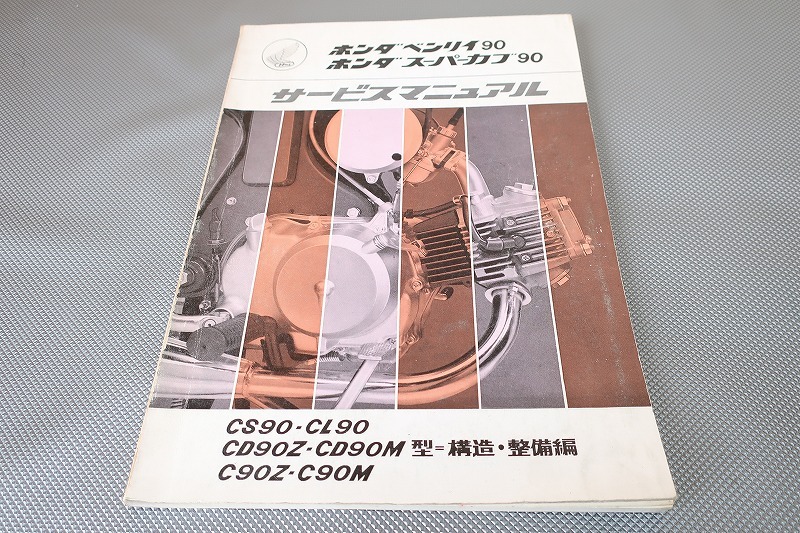 ホンダ"ベンリイ90
ホンダ"スーパーカブ"90
サービスマニュアル
CS90-CL90
CD90Z-CD90M 型=構造・整備編
C90Z-C90M